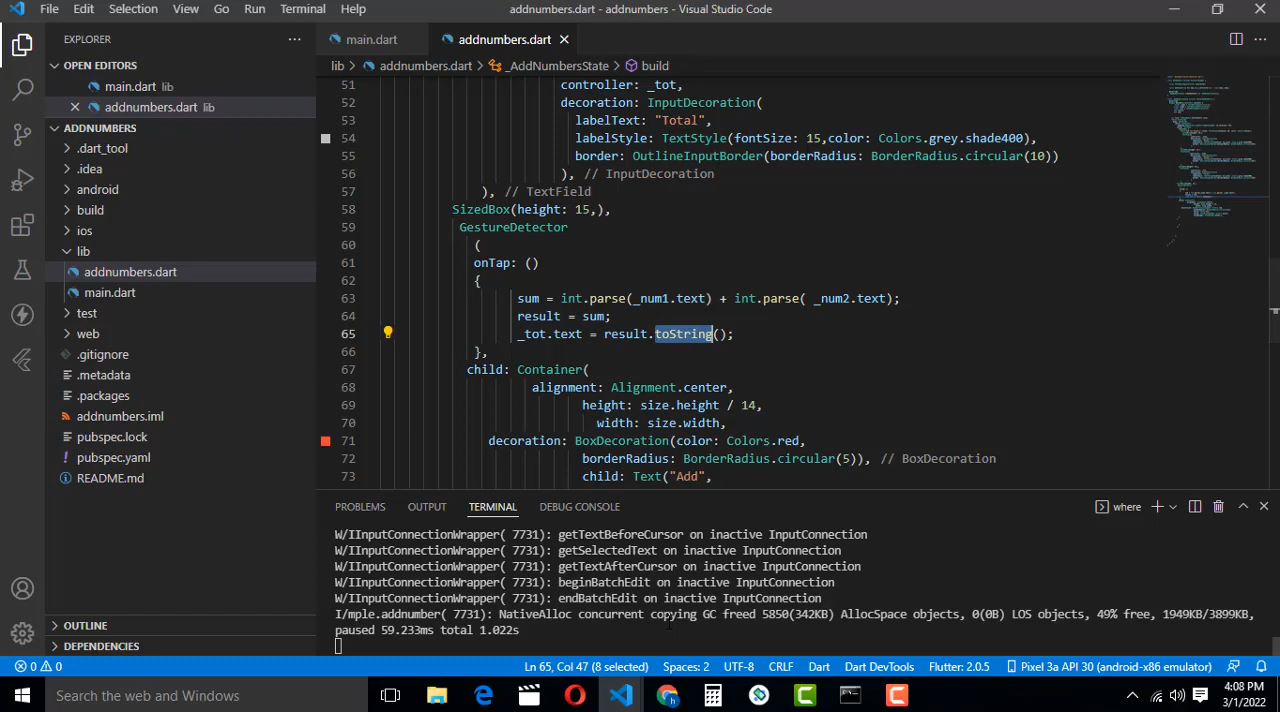 File Edit Selection View Go Run Terminal Help addnumbers.dart - addnumbers - Visual Studio Code
EXPLORER
OPEN EDITORS
main.dart lib
addnumbers.dart lib
ADDNUMBERS
.dart_tool
.idea
android
build
ios
lib
addnumbers.dart
main.dart
test
web
.gitignore
.metadata
.packages
addnumbers.iml
pubspec.lock
pubspec.yaml
README.md
OUTLINE
DEPENDENCIES
main.dart addnumbers.dart
lib > addnumbers.dart > _AddNumbersState > build
51 controller: _tot,
52 decoration: InputDecoration(
53 labelText: "Total",
54 labelStyle: TextStyle(fontSize: 15,color: Colors.grey.shade400),
55 border: OutlineInputBorder(borderRadius: BorderRadius.circular(10))
56 ), // InputDecoration
57 ), // TextField
58 SizedBox(height: 15,),
59 GestureDetector
60 (
61 onTap: ()
62 {
63 sum = int.parse(_num1.text) + int.parse( _num2.text);
64 result = sum;
65 _tot.text = result.toString();
66 },
67 child: Container(
68 alignment: Alignment.center,
69 height: size.height / 14,
70 width: size.width,
71 decoration: BoxDecoration(color: Colors.red,
72 borderRadius: BorderRadius.circular(5)), // BoxDecoration
73 child: Text("Add",
PROBLEMS OUTPUT TERMINAL DEBUG CONSOLE where
W/IInputConnectionWrapper( 7731): getTextBeforeCursor on inactive InputConnection
W/IInputConnectionWrapper( 7731): getSelectedText on inactive InputConnection
W/IInputConnectionWrapper( 7731): getTextAfterCursor on inactive InputConnection
W/IInputConnectionWrapper( 7731): beginBatchEdit on inactive InputConnection
W/IInputConnectionWrapper( 7731): endBatchEdit on inactive InputConnection
I/mple.addnumber( 7731): NativeAlloc concurrent copying GC freed 5850(342KB) AllocSpace objects, 0(0B) LOS objects, 49% free, 1949KB/3899KB,
paused 59.233ms total 1.022s
0 0 Ln 65, Col 47 (8 selected) Spaces: 2 UTF-8 CRLF Dart Dart DevTools Flutter: 2.0.5 Pixel 3a API 30 (android-x86 emulator)
Search the web and Windows
4:08 PM
3/1/2022